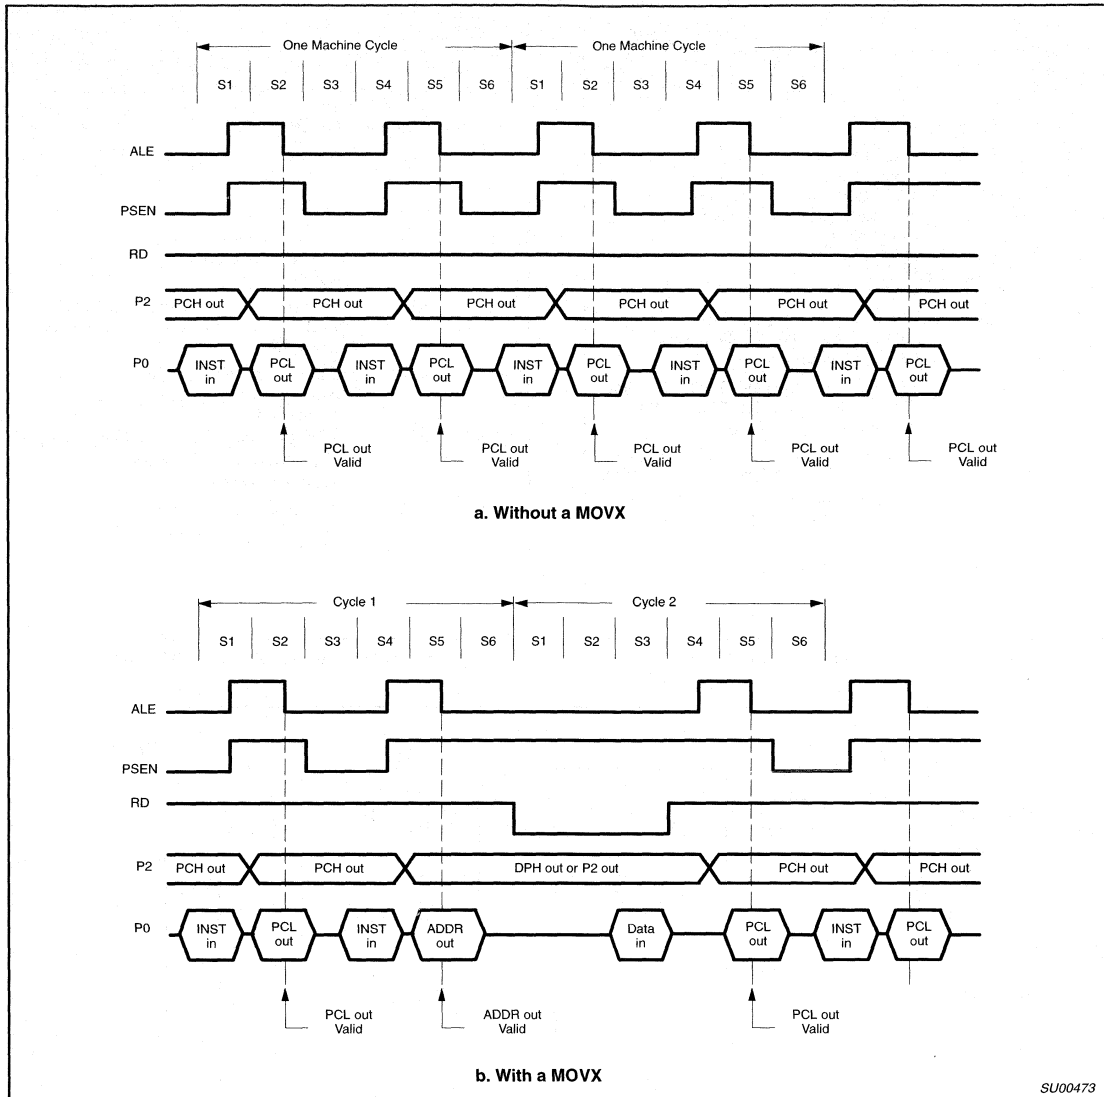 One Machine Cycle One Machine Cycle
S1 S2 S3 S4 S5 S6 S1 S2 S3 S4 S5 S6
ALE
PSEN
RD
P2 PCH out PCH out PCH out PCH out PCH out PCH out
P0 INST in PCL out INST in PCL out INST in PCL out INST in PCL out INST in PCL out
PCL out Valid PCL out Valid PCL out Valid PCL out Valid PCL out Valid
a. Without a MOVX
Cycle 1 Cycle 2
S1 S2 S3 S4 S5 S6 S1 S2 S3 S4 S5 S6
ALE
PSEN
RD
P2 PCH out PCH out DPH out or P2 out PCH out PCH out
P0 INST in PCL out INST in ADDR out Data in PCL out INST in PCL out
PCL out Valid ADDR out Valid PCL out Valid
b. With a MOVX
SU00473